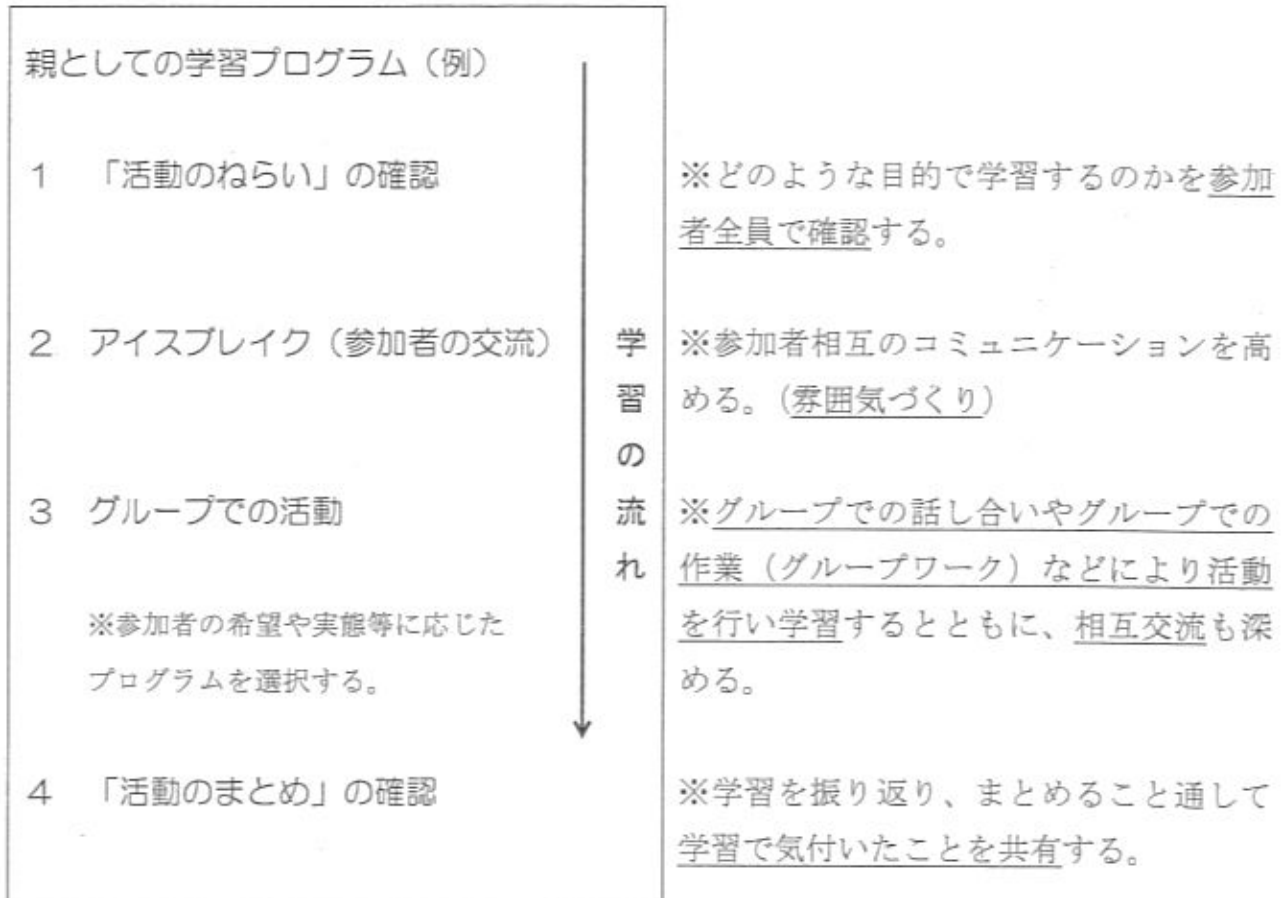 親としての学習プログラム（例）
1　「活動のねらい」の確認
※どのような目的で学習するのかを参加
者全員で確認する。
2　アイスブレイク（参加者の交流）
※参加者相互のコミュニケーションを高
める。（雰囲気づくり）
3　グループでの活動
※参加者の希望や実態等に応じた
プログラムを選択する。
※グループでの話し合いやグループでの
作業（グループワーク）などにより活動
を行い学習するとともに、相互交流も深
める。
4　「活動のまとめ」の確認
※学習を振り返り、まとめること通して
学習で気付いたことを共有する。
学習の流れ